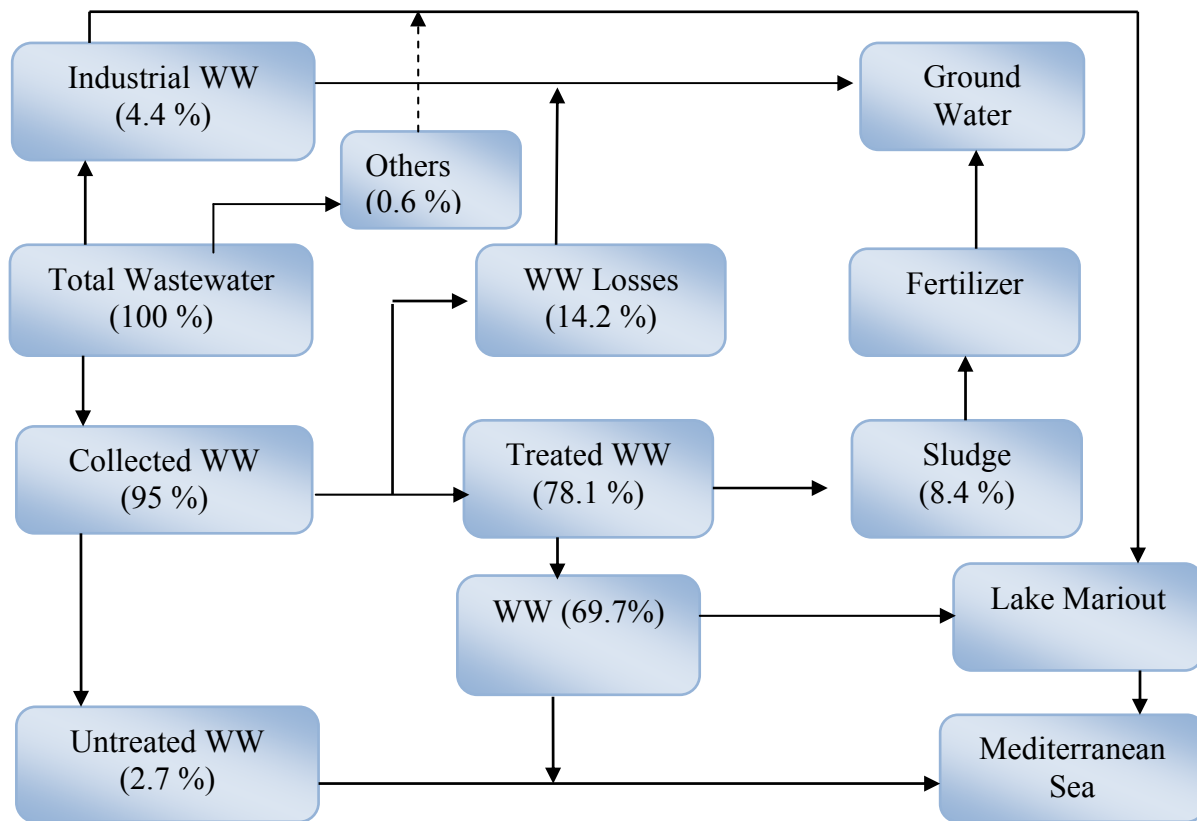 Industrial WW
(4.4 %)
Ground
Water
Others
(0.6 %)
Total Wastewater
(100 %)
WW Losses
(14.2 %)
Fertilizer
Collected WW
(95 %)
Treated WW
(78.1 %)
Sludge
(8.4 %)
WW (69.7%)
Lake Mariout
Untreated WW
(2.7 %)
Mediterranean
Sea